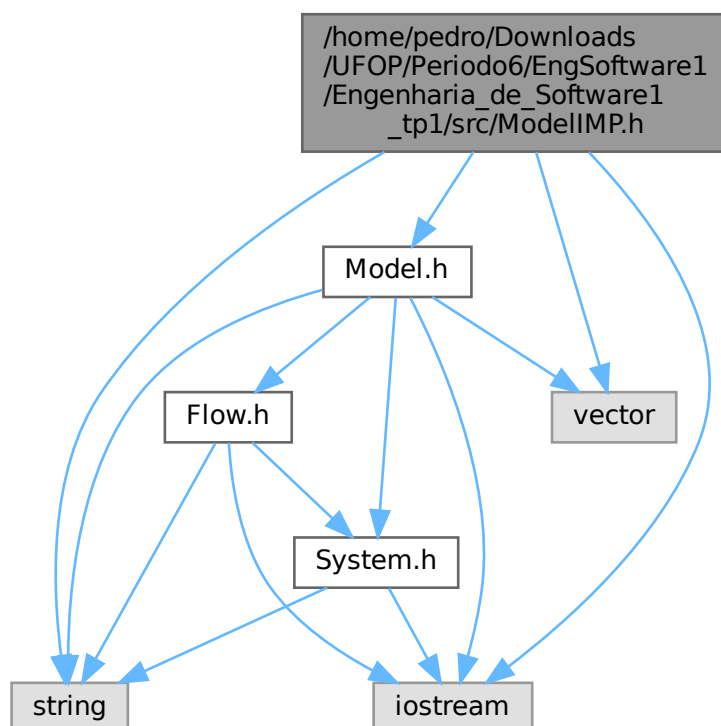 /home/pedro/Downloads
/UFOP/Periodo6/EngSoftware1
/Engenharia_de_Software1
_tp1/src/ModelIMP.h
Model.h
Flow.h
vector
System.h
string
iostream